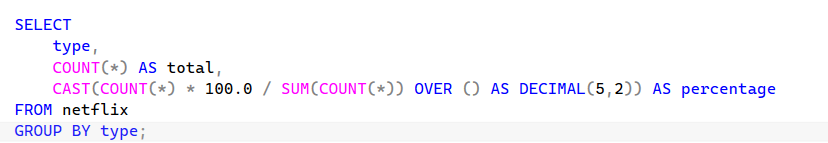 SELECT
    type,
    COUNT(*) AS total,
    CAST(COUNT(*) * 100.0 / SUM(COUNT(*)) OVER () AS DECIMAL(5,2)) AS percentage
FROM netflix
GROUP BY type;